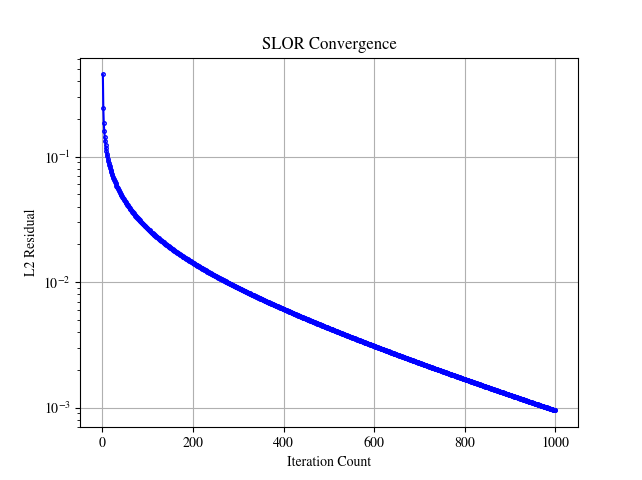 SLOR Convergence
L2 Residual
10⁻¹
10⁻²
10⁻³
0 200 400 600 800 1000
Iteration Count